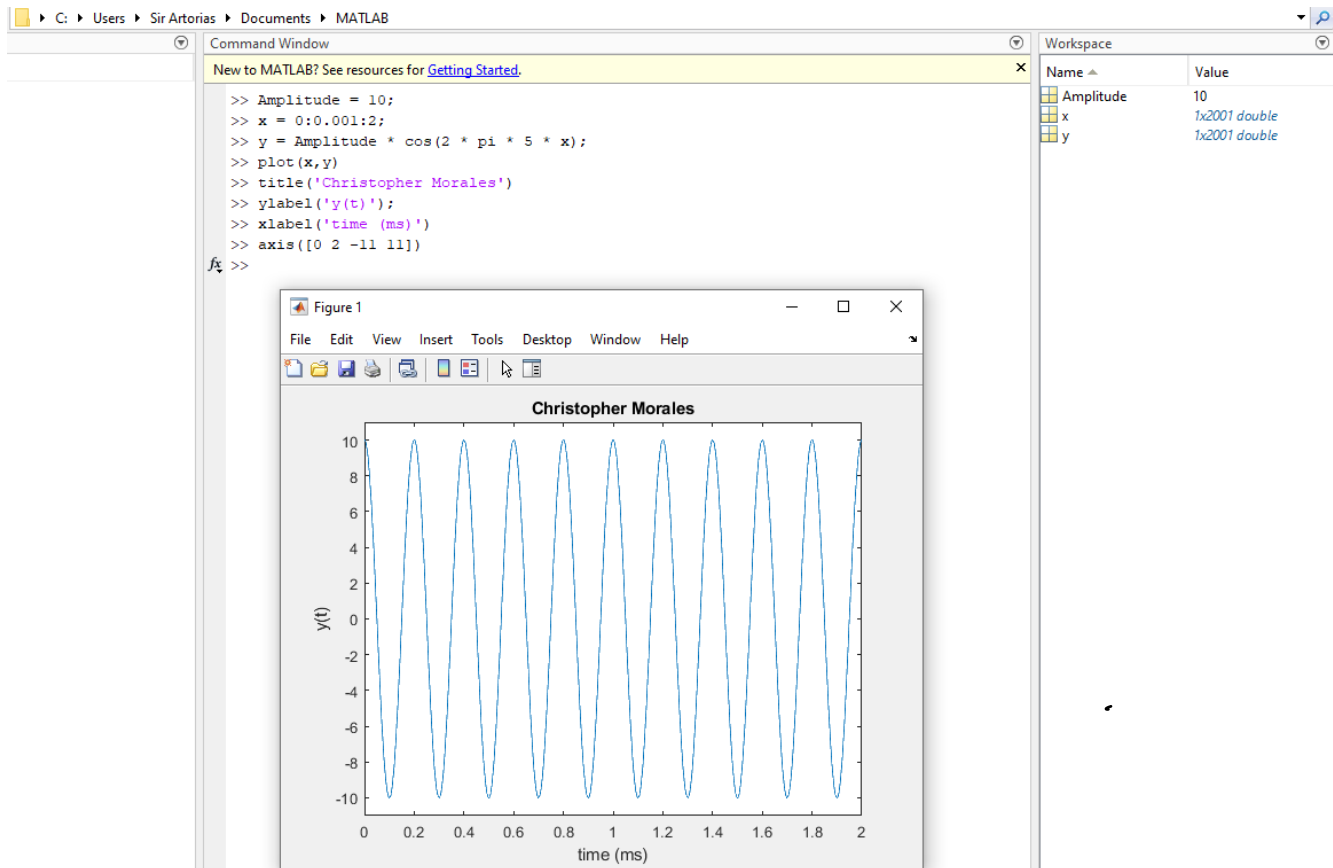 C: Users Sir Artorias Documents MATLAB
Command Window
New to MATLAB? See resources for Getting Started.
>> Amplitude = 10;
>> x = 0:0.001:2;
>> y = Amplitude * cos(2 * pi * 5 * x);
>> plot(x,y)
>> title('Christopher Morales')
>> ylabel('y(t)');
>> xlabel('time (ms)')
>> axis([0 2 -11 11])
fx >>
Workspace
Name Value
Amplitude 10
x 1x2001 double
y 1x2001 double
Figure 1
File Edit View Insert Tools Desktop Window Help
Christopher Morales
10
8
6
4
2
0
-2
-4
-6
-8
-10
y(t)
0 0.2 0.4 0.6 0.8 1 1.2 1.4 1.6 1.8 2
time (ms)